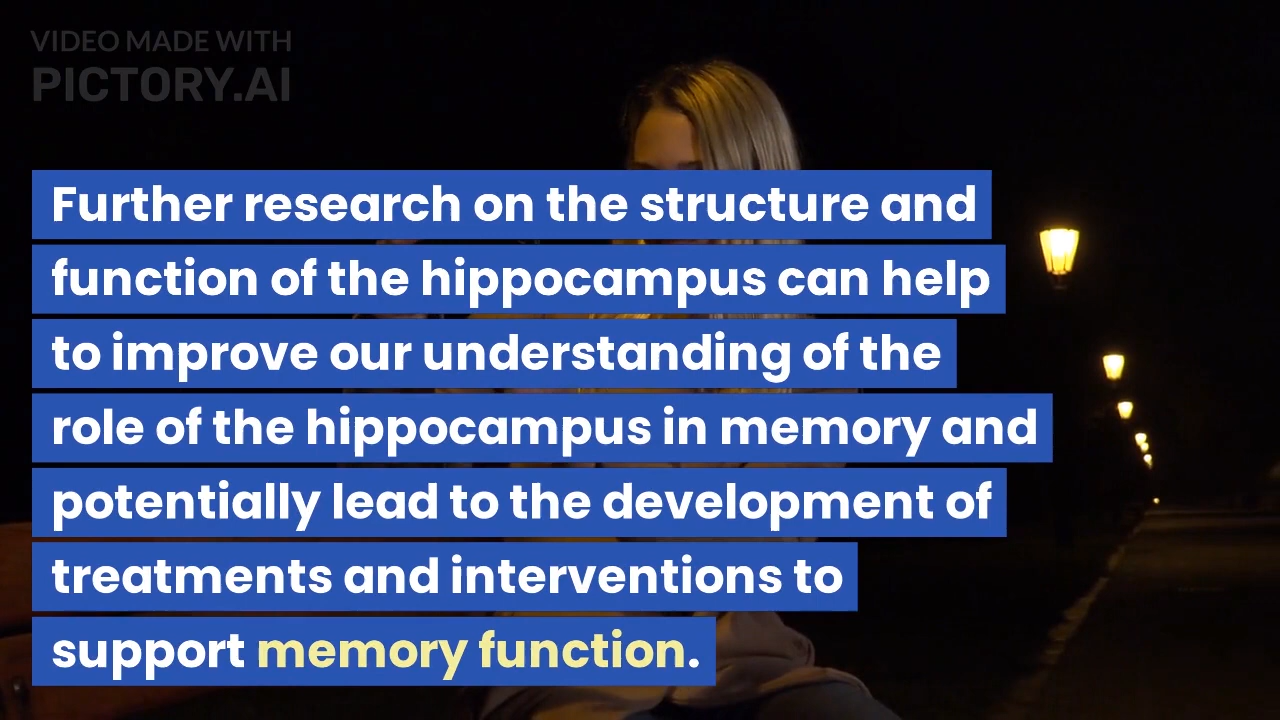 VIDEO MADE WITH
PICTORY.AI
Further research on the structure and
function of the hippocampus can help
to improve our understanding of the
role of the hippocampus in memory and
potentially lead to the development of
treatments and interventions to
support memory function.